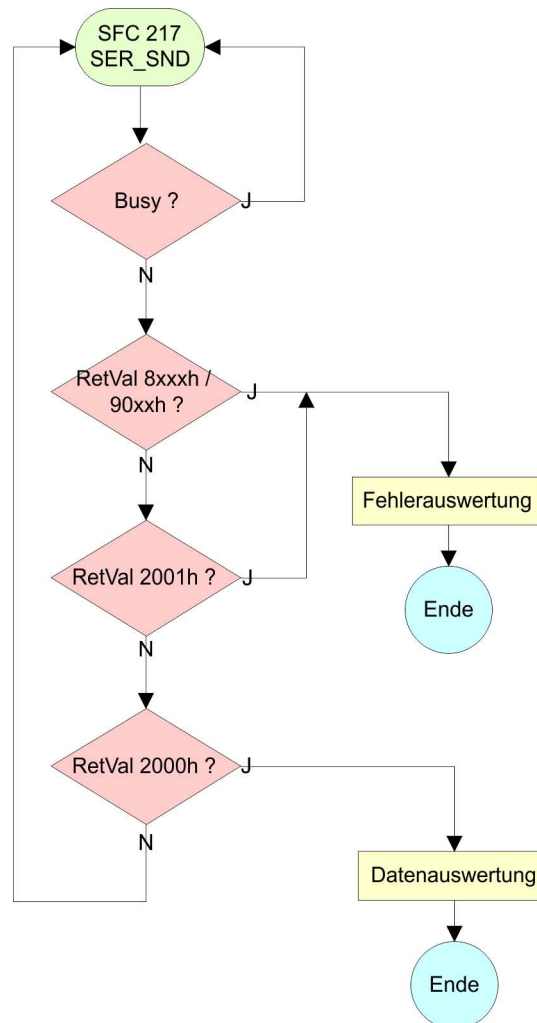 SFC 217
SER_SND
Busy ?
J
N
RetVal 8xxxh /
90xxh ?
J
N
Fehlerauswertung
RetVal 2001h ?
J
Ende
N
RetVal 2000h ?
J
N
Datenauswertung
Ende